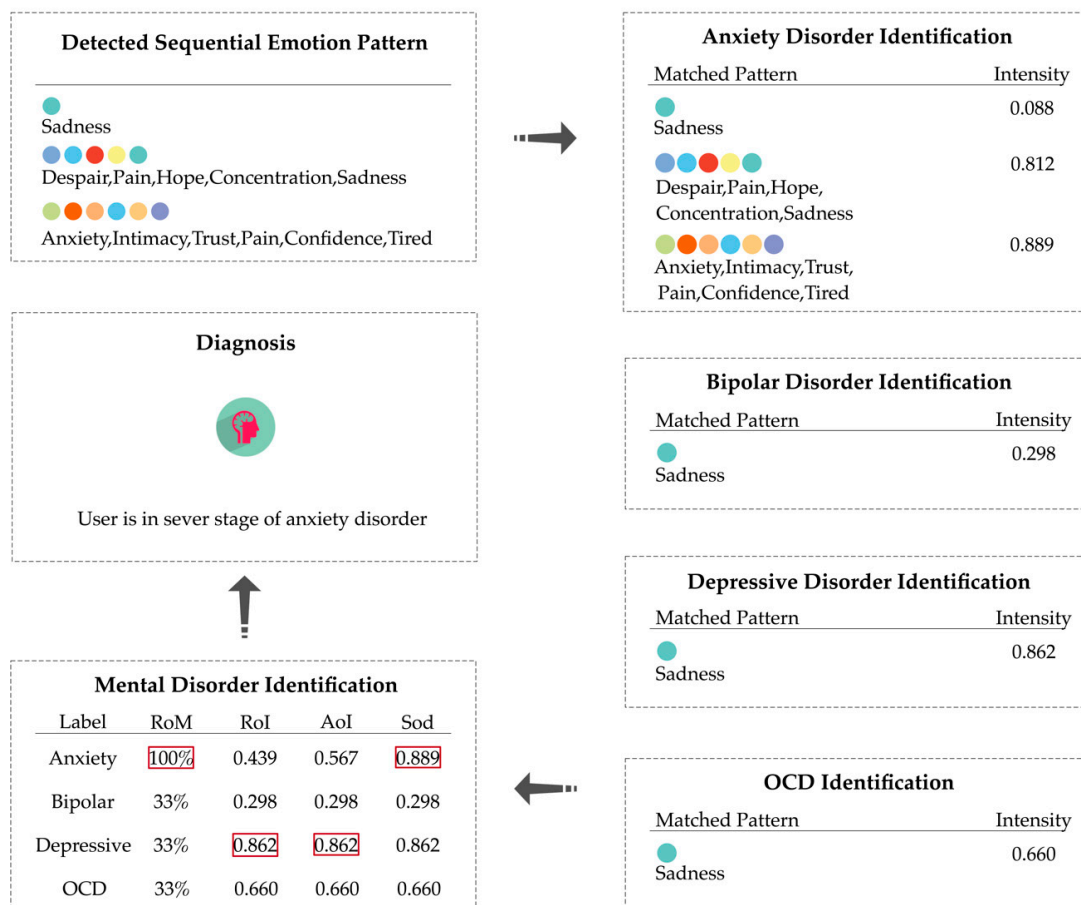 Detected Sequential Emotion Pattern
Sadness
Despair,Pain,Hope,Concentration,Sadness
Anxiety,Intimacy,Trust,Pain,Confidence,Tired
Anxiety Disorder Identification
Matched Pattern Intensity
0.088
Sadness
0.812
Despair,Pain,Hope,
Concentration,Sadness
0.889
Anxiety,Intimacy,Trust,
Pain,Confidence,Tired
Diagnosis
User is in sever stage of anxiety disorder
Bipolar Disorder Identification
Matched Pattern Intensity
0.298
Sadness
Depressive Disorder Identification
Matched Pattern Intensity
0.862
Sadness
Mental Disorder Identification
Label RoM RoI AoI Sod
Anxiety 100% 0.439 0.567 0.889
Bipolar 33% 0.298 0.298 0.298
Depressive 33% 0.862 0.862 0.862
OCD 33% 0.660 0.660 0.660
OCD Identification
Matched Pattern Intensity
0.660
Sadness